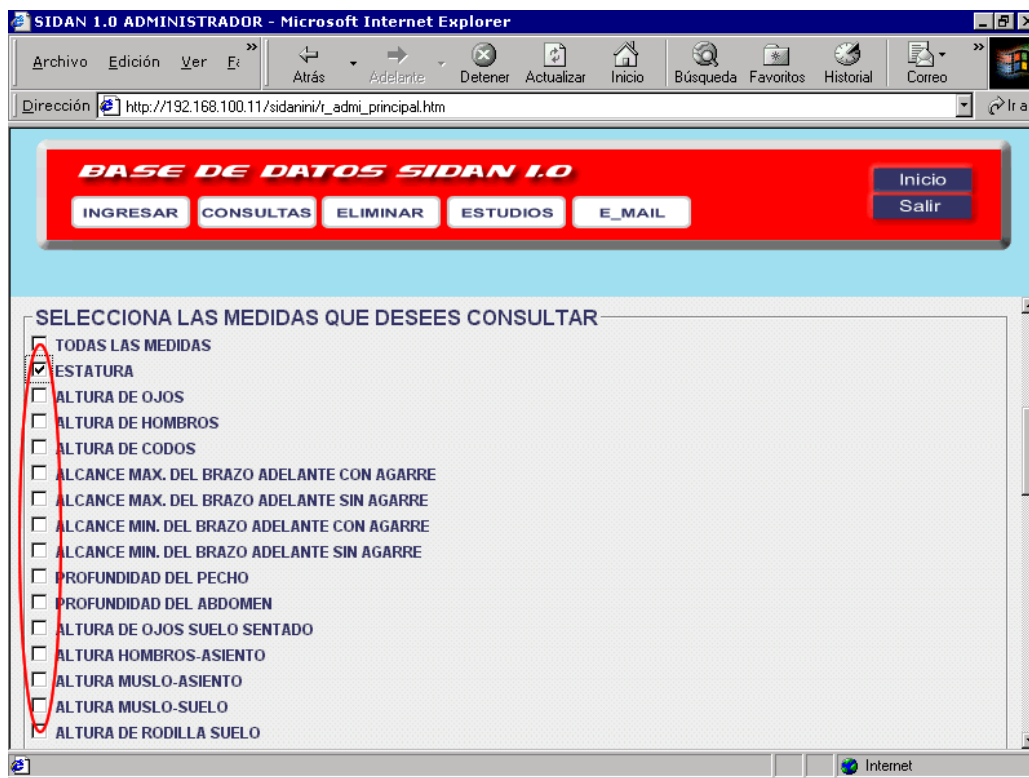 SIDAN 1.0 ADMINISTRADOR - Microsoft Internet Explorer
Archivo Edición Ver Fa »
Atrás Adelante Detener Actualizar Inicio Búsqueda Favoritos Historial Correo »
Dirección http://192.168.100.11/sidanini/r_admi_principal.htm Ir a
BASE DE DATOS SIDAN 1.0
Inicio
Salir
INGRESAR CONSULTAS ELIMINAR ESTUDIOS E_MAIL
SELECCIONA LAS MEDIDAS QUE DESEES CONSULTAR
TODAS LAS MEDIDAS
ESTATURA
ALTURA DE OJOS
ALTURA DE HOMBROS
ALTURA DE CODOS
ALCANCE MAX. DEL BRAZO ADELANTE CON AGARRE
ALCANCE MAX. DEL BRAZO ADELANTE SIN AGARRE
ALCANCE MIN. DEL BRAZO ADELANTE CON AGARRE
ALCANCE MIN. DEL BRAZO ADELANTE SIN AGARRE
PROFUNDIDAD DEL PECHO
PROFUNDIDAD DEL ABDOMEN
ALTURA DE OJOS SUELO SENTADO
ALTURA HOMBROS-ASIENTO
ALTURA MUSLO-ASIENTO
ALTURA MUSLO-SUELO
ALTURA DE RODILLA SUELO
Internet